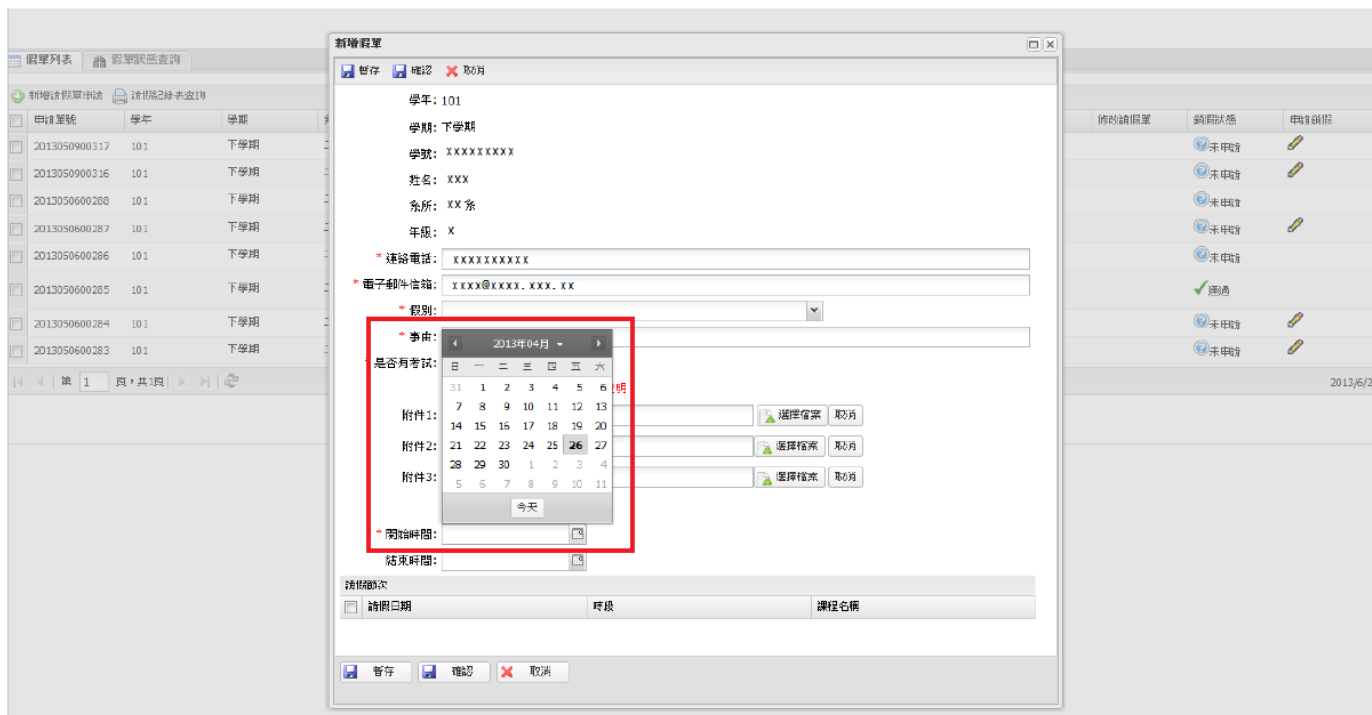 新增假單
假單列表 假單狀態查詢
暫存 確認 取消
新增請假單申請 請假記錄表查詢
學年: 101
申請單號 學年 學期 修改請假單 銷假狀態 申請銷假
學期: 下學期
2013050900317 101 下學期 未申請
學號: XXXXXXXXX
2013050900316 101 下學期 未申請
姓名: XXX
2013050600288 101 下學期 未申請
系所: XX 系
2013050600287 101 下學期 未申請
年級: X
2013050600286 101 下學期 未申請
* 連絡電話: XXXXXXXXXX
* 電子郵件信箱: XXXX@XXXX.XXX.XX
2013050600285 101 下學期 通過
* 假別:
2013050600284 101 下學期 未申請
* 事由:
2013年04月
2013050600283 101 下學期 未申請
* 是否有考試:
日 一 二 三 四 五 六
第 1 頁,共1頁 2013/6/2
31 1 2 3 4 5 6
明
7 8 9 10 11 12 13
附件1: 選擇檔案 取消
14 15 16 17 18 19 20
附件2: 21 22 23 24 25 26 27 選擇檔案 取消
28 29 30 1 2 3 4
附件3: 選擇檔案 取消
5 6 7 8 9 10 11
今天
* 開始時間:
結束時間:
請假節次
請假日期 時段 課程名稱
暫存 確認 取消